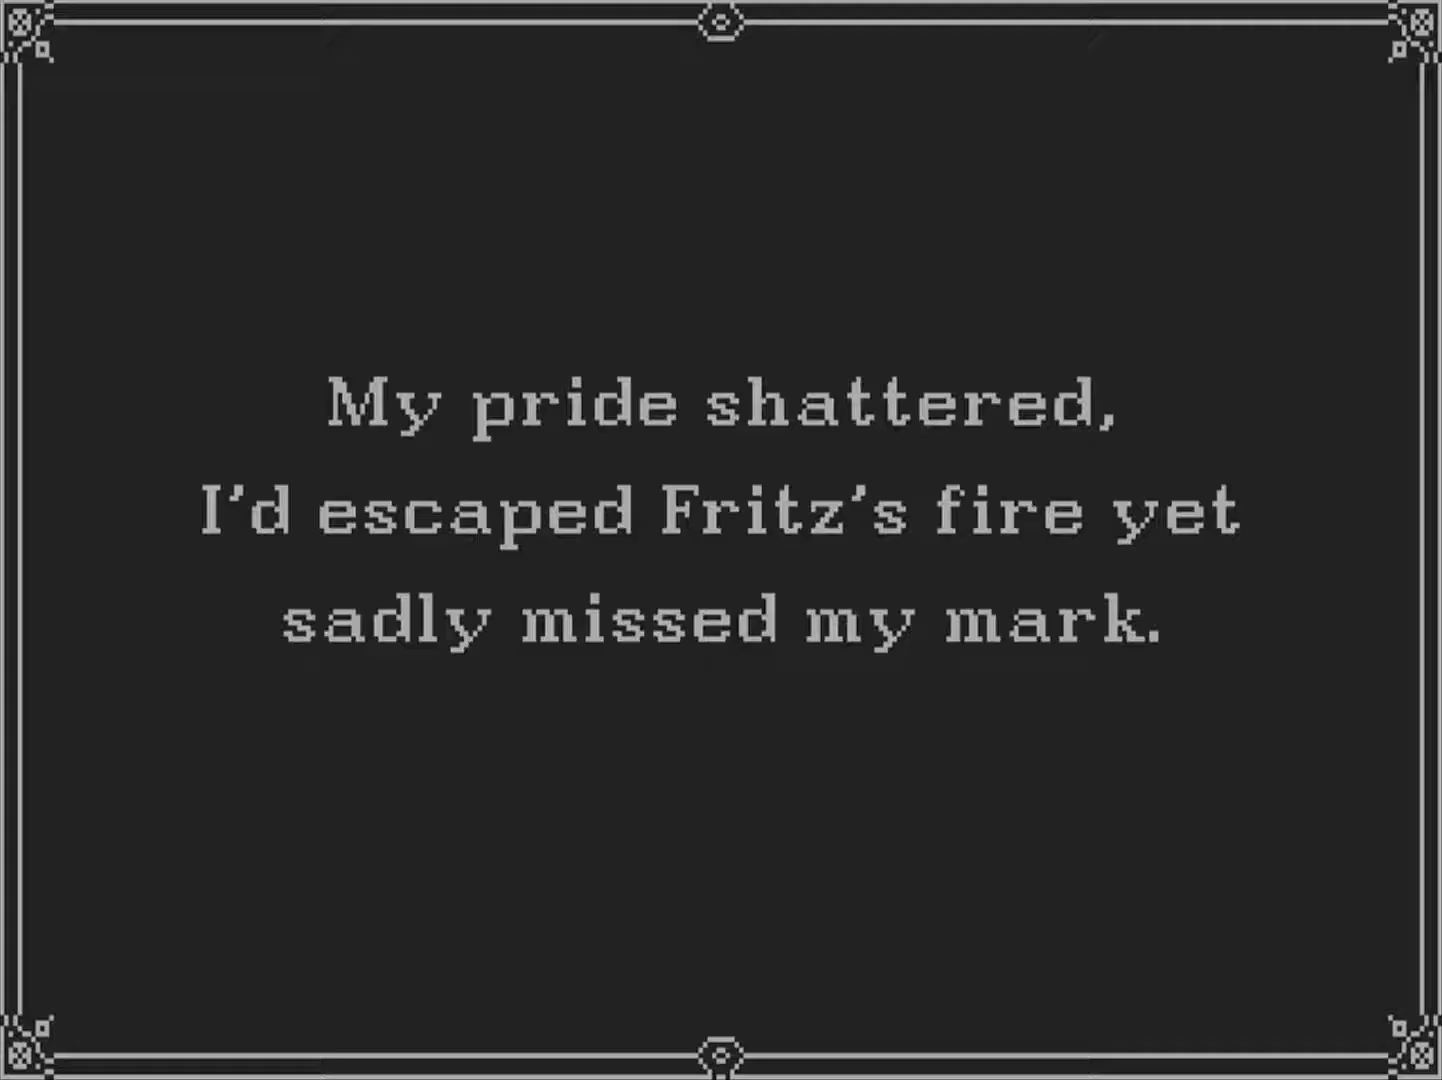 My pride shattered,
I'd escaped Fritz's fire yet
sadly missed my mark.